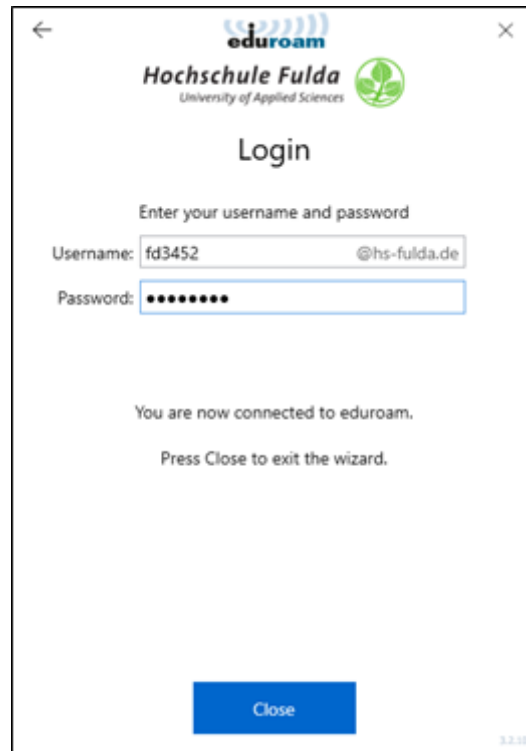 eduroam
Hochschule Fulda
University of Applied Sciences
Login
Enter your username and password
Username: fd3452 @hs-fulda.de
Password: ●●●●●●●●
You are now connected to eduroam.
Press Close to exit the wizard.
Close